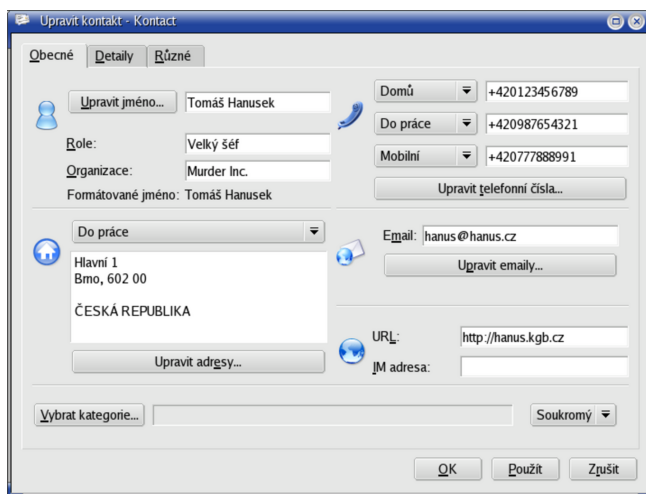 Upravit kontakt - Kontact
Obecné Detaily Různé
Upravit jméno... Tomáš Hanusek
Role: Velký šéf
Organizace: Murder Inc.
Formátované jméno: Tomáš Hanusek
Domů +420123456789
Do práce +420987654321
Mobilní +420777888991
Upravit telefonní čísla...
Do práce
Hlavní 1
Brno, 602 00
ČESKÁ REPUBLIKA
Upravit adresy...
Email: hanus@hanus.cz
Upravit emaily...
URL: http://hanus.kgb.cz
IM adresa:
Vybrat kategorie... Soukromý
OK Použít Zrušit